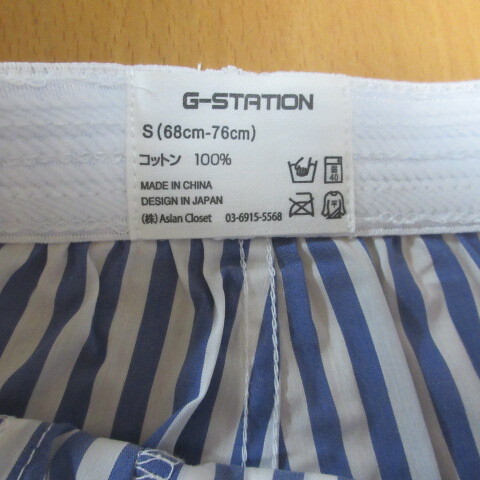 G-STATION
S (68cm-76cm)
コットン 100%
MADE IN CHINA
DESIGN IN JAPAN
(株) Asian Closet 03-6915-5568
40